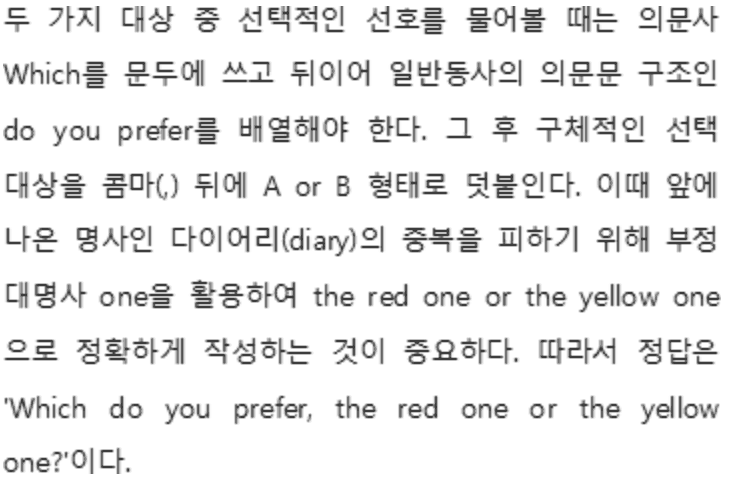 두 가지 대상 중 선택적인 선호를 물어볼 때는 의문사
Which를 문두에 쓰고 뒤이어 일반동사의 의문문 구조인
do you prefer를 배열해야 한다. 그 후 구체적인 선택
대상을 콤마(,) 뒤에 A or B 형태로 덧붙인다. 이때 앞에
나온 명사인 다이어리(diary)의 중복을 피하기 위해 부정
대명사 one을 활용하여 the red one or the yellow one
으로 정확하게 작성하는 것이 중요하다. 따라서 정답은
'Which do you prefer, the red one or the yellow
one?'이다.